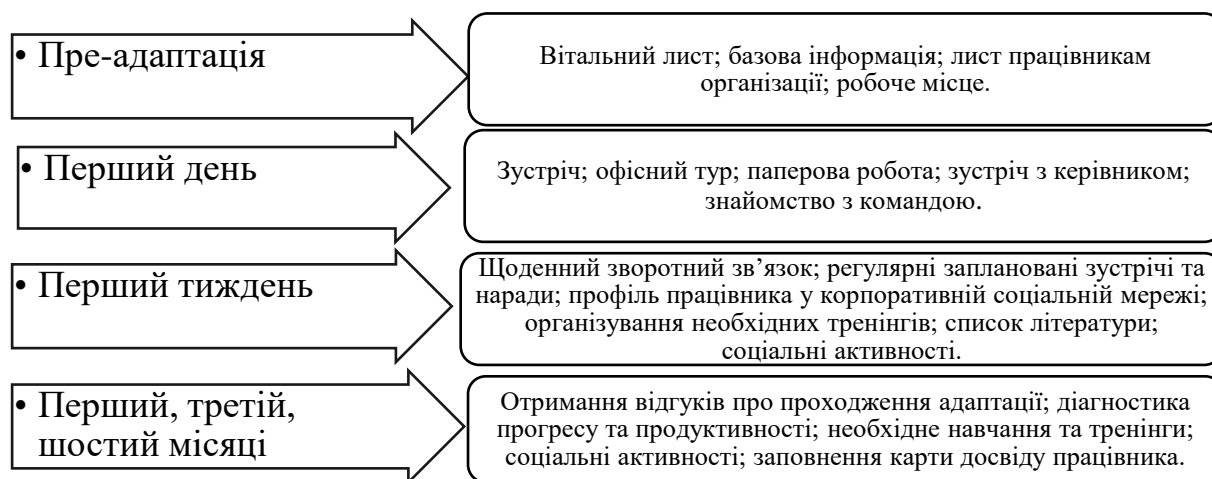 • Пре-адаптація
Вітальний лист; базова інформація; лист працівникам
організації; робоче місце.
• Перший день
Зустріч; офісний тур; паперова робота; зустріч з керівником;
знайомство з командою.
• Перший тиждень
Щоденний зворотний зв’язок; регулярні заплановані зустрічі та
наради; профіль працівника у корпоративній соціальній мережі;
організування необхідних тренінгів; список літератури;
соціальні активності.
• Перший, третій,
шостий місяці
Отримання відгуків про проходження адаптації; діагностика
прогресу та продуктивності; необхідне навчання та тренінги;
соціальні активності; заповнення карти досвіду працівника.